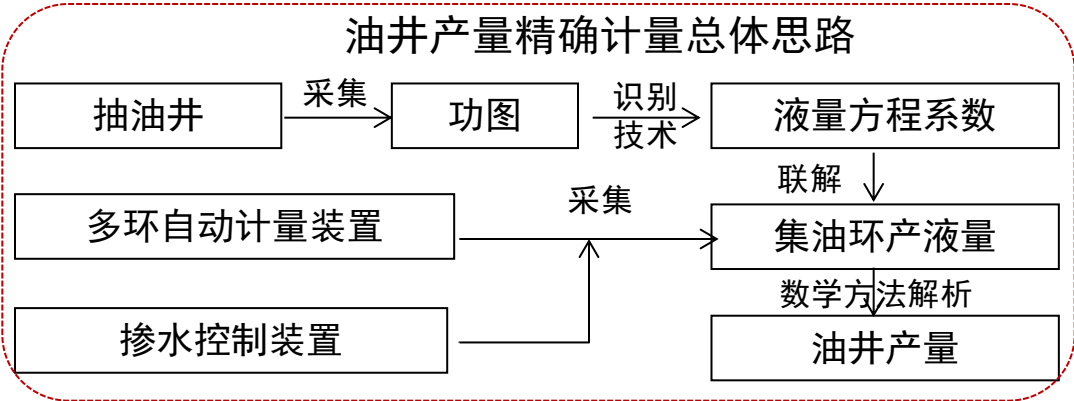 油井产量精确计量总体思路
抽油井
采集
功图
识别
技术
液量方程系数
联解
多环自动计量装置
采集
集油环产液量
数学方法解析
掺水控制装置
油井产量